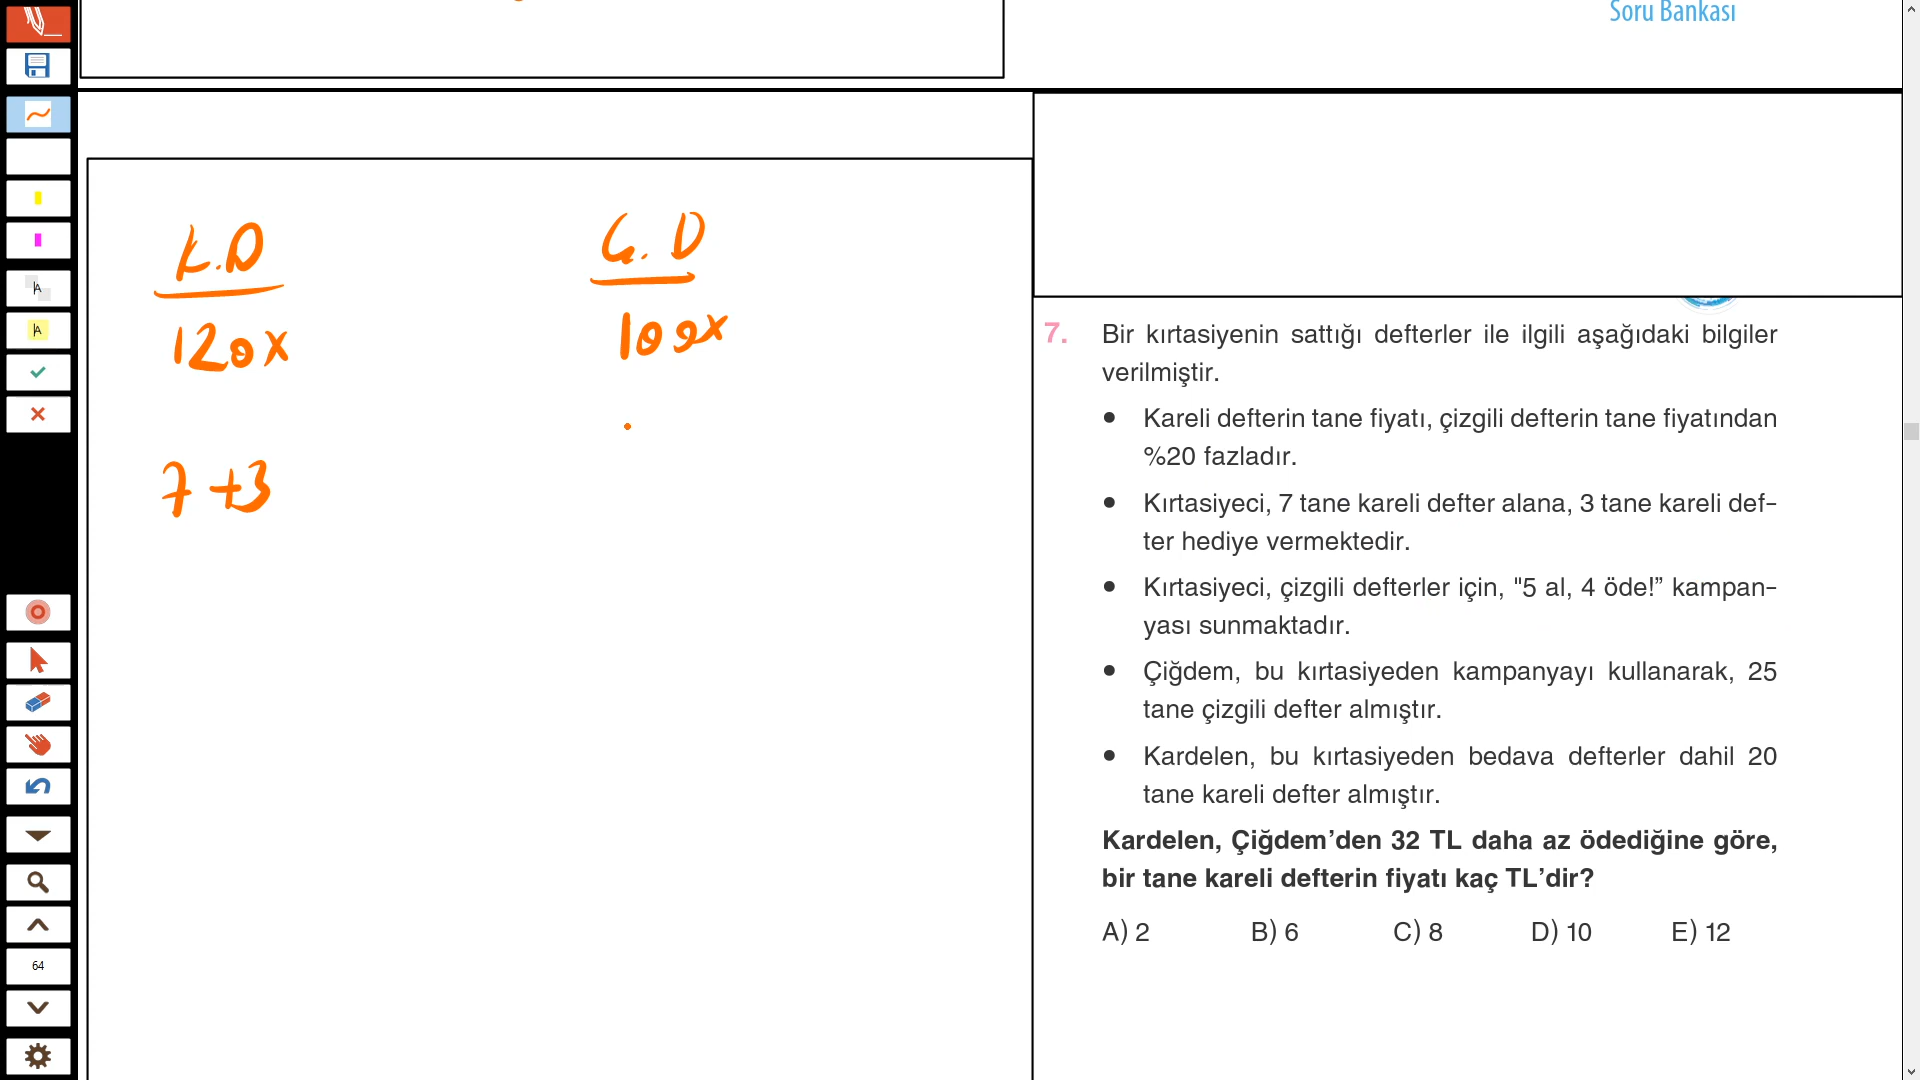 Soru Bankası
K.D
120x
7 +3
Ç. D
100x
7. Bir kırtasiyenin sattığı defterler ile ilgili aşağıdaki bilgiler
verilmiştir.
• Kareli defterin tane fiyatı, çizgili defterin tane fiyatından
%20 fazladır.
• Kırtasiyeci, 7 tane kareli defter alana, 3 tane kareli def-
ter hediye vermektedir.
• Kırtasiyeci, çizgili defterler için, "5 al, 4 öde!” kampan-
yası sunmaktadır.
• Çiğdem, bu kırtasiyeden kampanyayı kullanarak, 25
tane çizgili defter almıştır.
• Kardelen, bu kırtasiyeden bedava defterler dahil 20
tane kareli defter almıştır.
Kardelen, Çiğdem’den 32 TL daha az ödediğine göre,
bir tane kareli defterin fiyatı kaç TL’dir?
A) 2 B) 6 C) 8 D) 10 E) 12
64